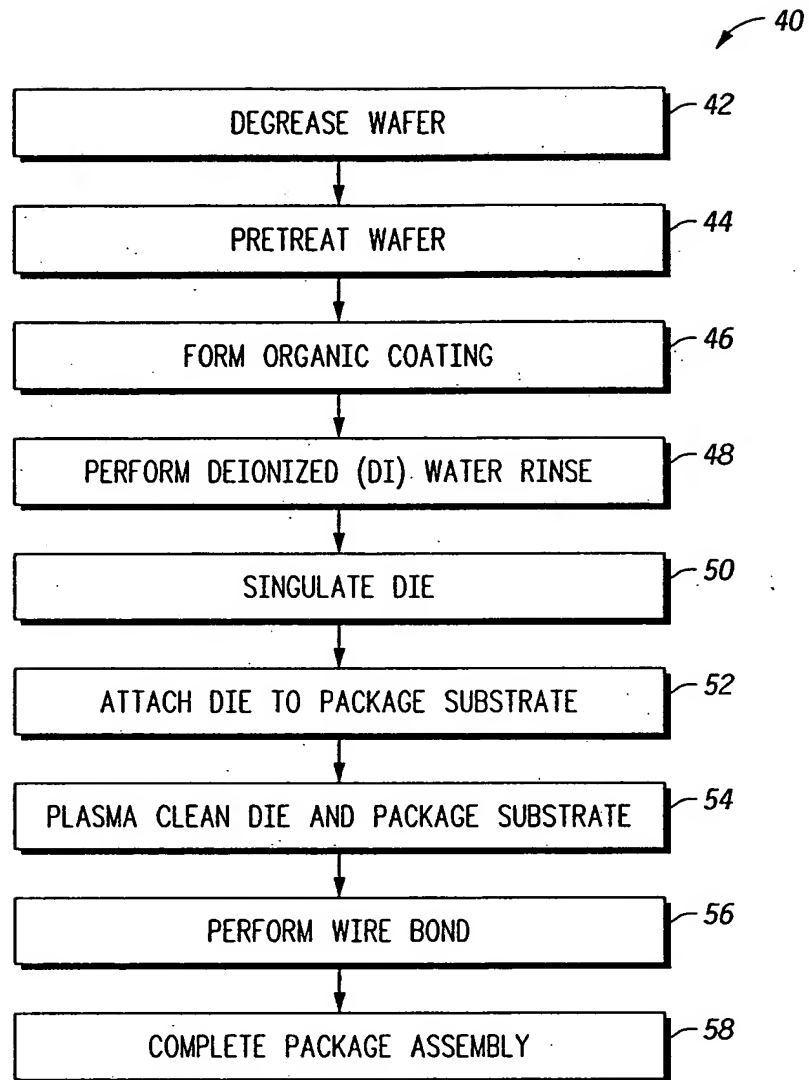 40
DEGREASE WAFER 42
PRETREAT WAFER 44
FORM ORGANIC COATING 46
PERFORM DEIONIZED (DI) WATER RINSE 48
SINGULATE DIE 50
ATTACH DIE TO PACKAGE SUBSTRATE 52
PLASMA CLEAN DIE AND PACKAGE SUBSTRATE 54
PERFORM WIRE BOND 56
COMPLETE PACKAGE ASSEMBLY 58